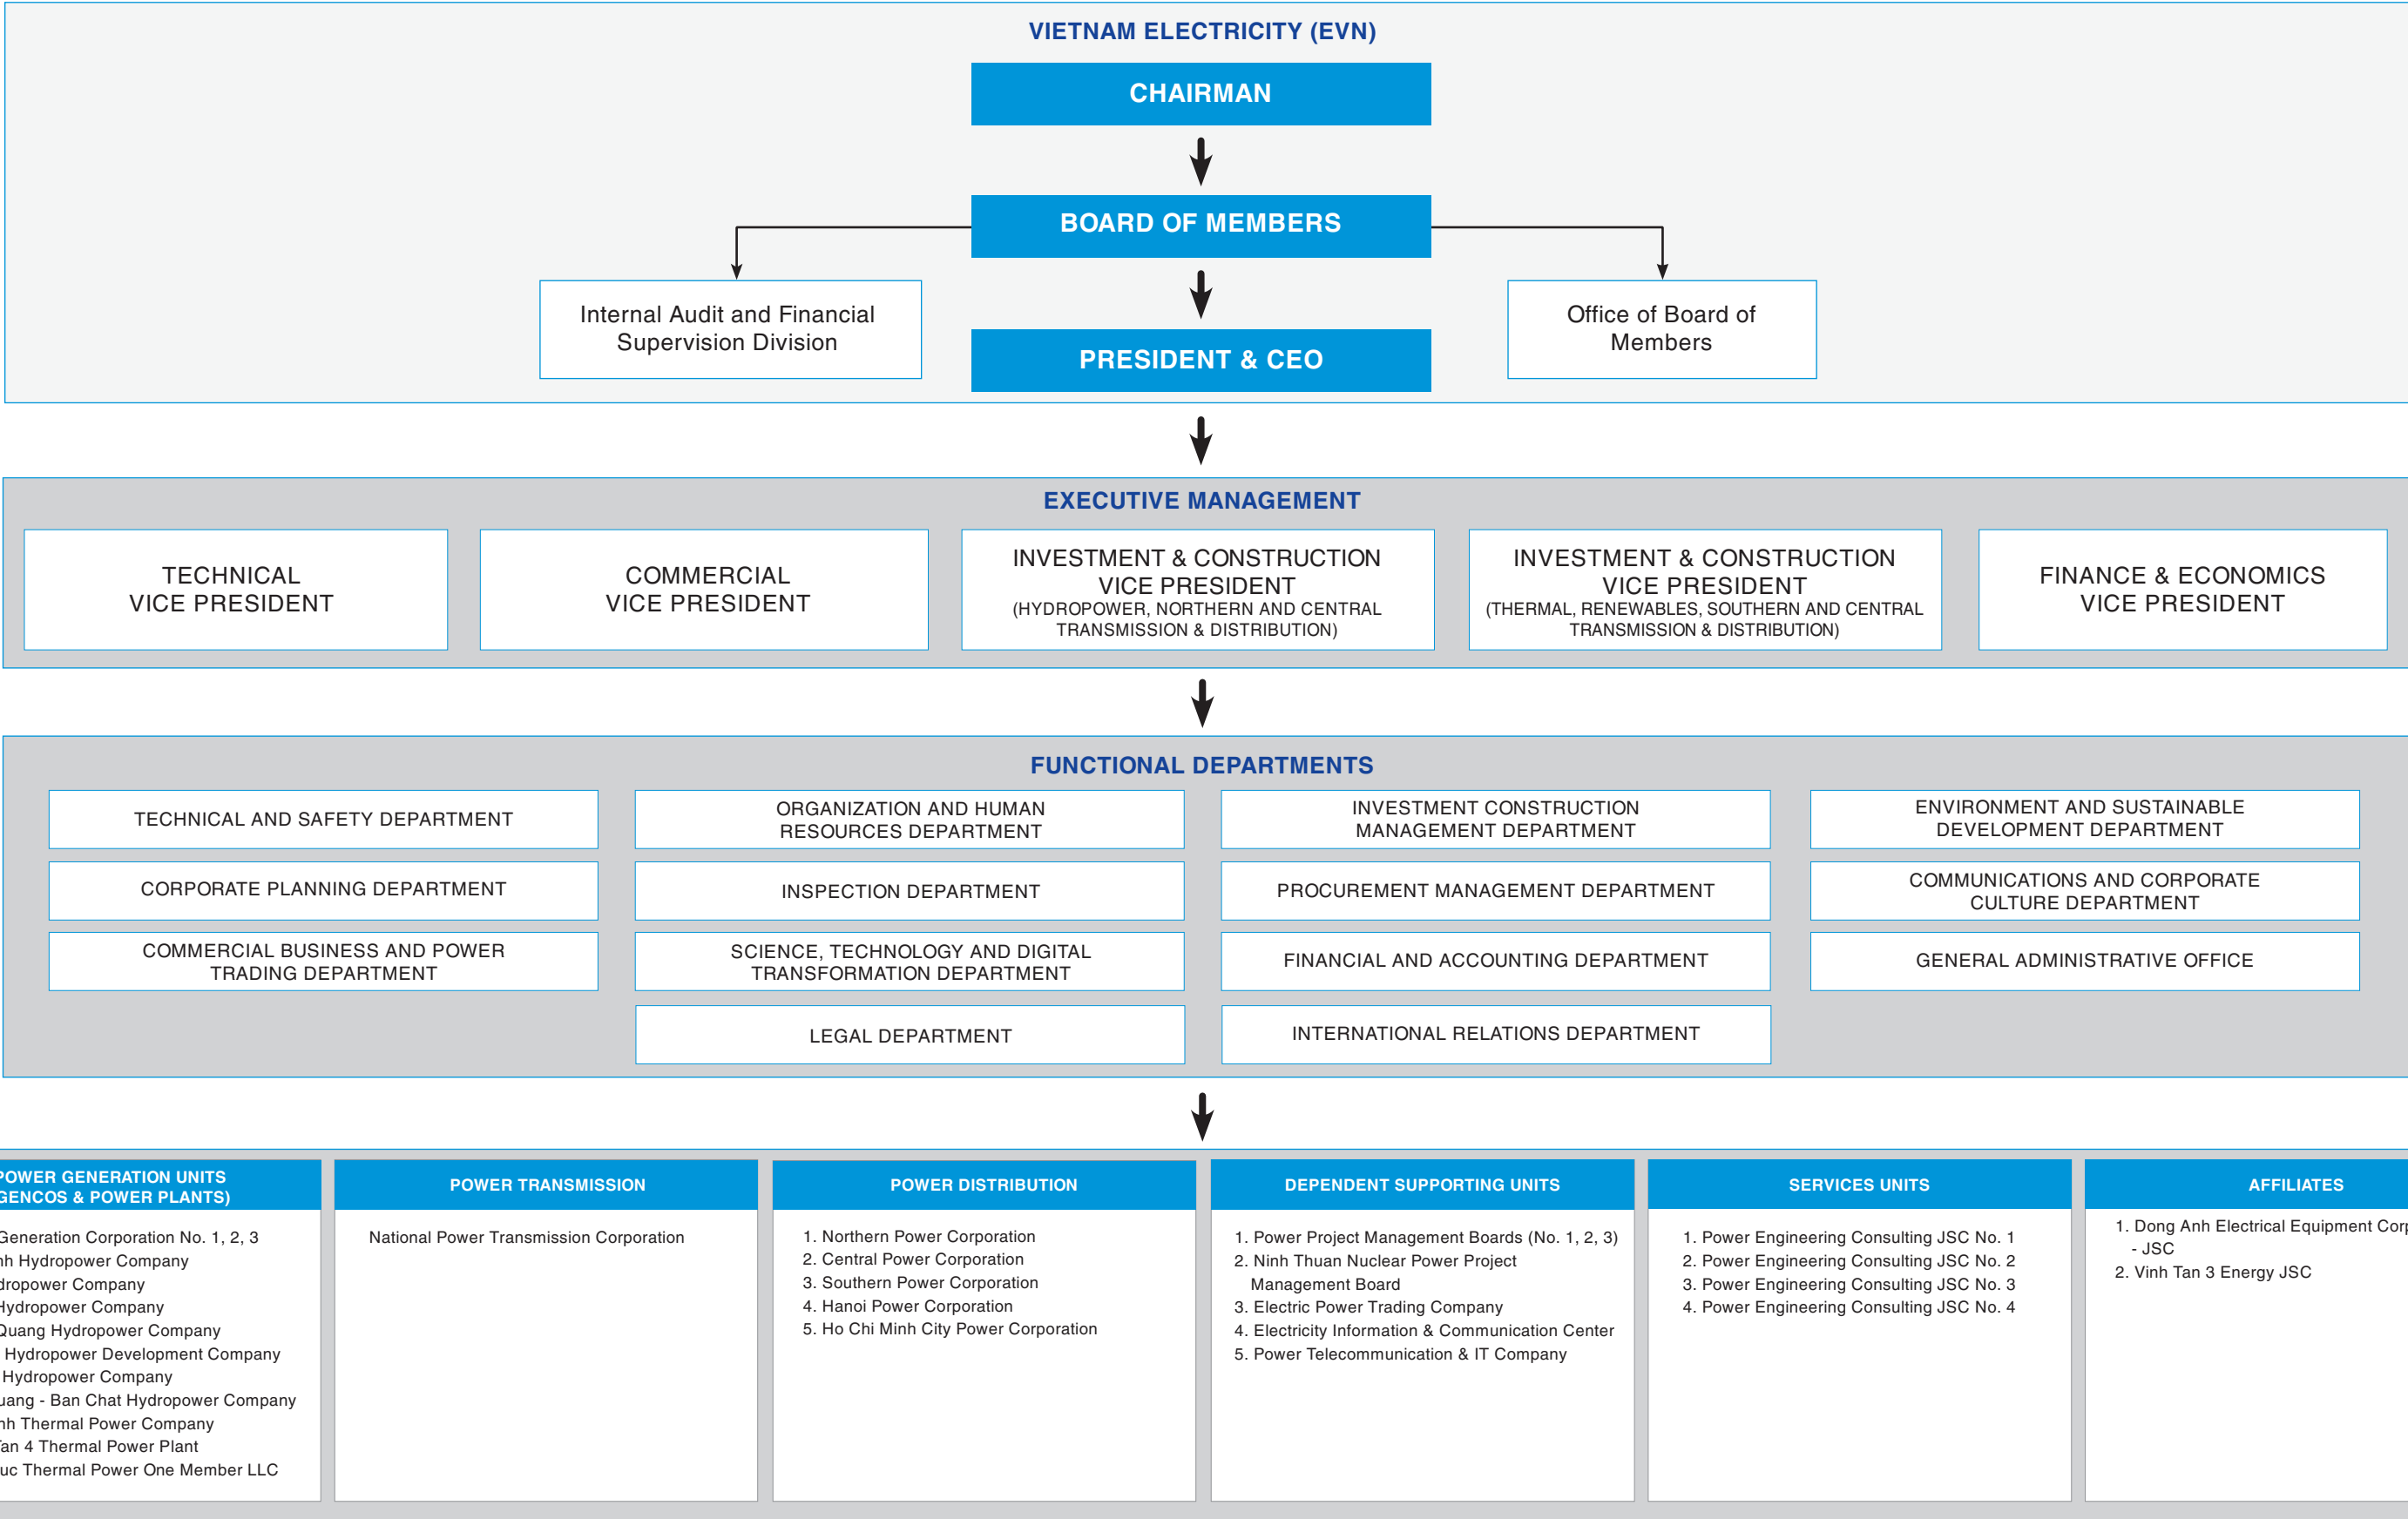 VIETNAM ELECTRICITY (EVN)
CHAIRMAN
BOARD OF MEMBERS
Internal Audit and Financial
Supervision Division
PRESIDENT & CEO
Office of Board of
Members
EXECUTIVE MANAGEMENT
TECHNICAL
VICE PRESIDENT
COMMERCIAL
VICE PRESIDENT
INVESTMENT & CONSTRUCTION
VICE PRESIDENT
(HYDROPOWER, NORTHERN AND CENTRAL
TRANSMISSION & DISTRIBUTION)
INVESTMENT & CONSTRUCTION
VICE PRESIDENT
(THERMAL, RENEWABLES, SOUTHERN AND CENTRAL
TRANSMISSION & DISTRIBUTION)
FINANCE & ECONOMICS
VICE PRESIDENT
FUNCTIONAL DEPARTMENTS
TECHNICAL AND SAFETY DEPARTMENT
ORGANIZATION AND HUMAN
RESOURCES DEPARTMENT
INVESTMENT CONSTRUCTION
MANAGEMENT DEPARTMENT
ENVIRONMENT AND SUSTAINABLE
DEVELOPMENT DEPARTMENT
CORPORATE PLANNING DEPARTMENT
INSPECTION DEPARTMENT
PROCUREMENT MANAGEMENT DEPARTMENT
COMMUNICATIONS AND CORPORATE
CULTURE DEPARTMENT
COMMERCIAL BUSINESS AND POWER
TRADING DEPARTMENT
SCIENCE, TECHNOLOGY AND DIGITAL
TRANSFORMATION DEPARTMENT
FINANCIAL AND ACCOUNTING DEPARTMENT
GENERAL ADMINISTRATIVE OFFICE
LEGAL DEPARTMENT
INTERNATIONAL RELATIONS DEPARTMENT
POWER GENERATION UNITS
GENCOS & POWER PLANTS)
Generation Corporation No. 1, 2, 3
Hydropower Company
Company
Hydropower Company
Quang Hydropower Company
Hydropower Development Company
Hydropower Company
- Ban Chat Hydropower Company
Thermal Power Company
4 Thermal Power Plant
Thermal Power One Member LLC
POWER TRANSMISSION
National Power Transmission Corporation
POWER DISTRIBUTION
1. Northern Power Corporation
2. Central Power Corporation
3. Southern Power Corporation
4. Hanoi Power Corporation
5. Ho Chi Minh City Power Corporation
DEPENDENT SUPPORTING UNITS
1. Power Project Management Boards (No. 1, 2, 3)
2. Ninh Thuan Nuclear Power Project
Management Board
3. Electric Power Trading Company
4. Electricity Information & Communication Center
5. Power Telecommunication & IT Company
SERVICES UNITS
1. Power Engineering Consulting JSC No. 1
2. Power Engineering Consulting JSC No. 2
3. Power Engineering Consulting JSC No. 3
4. Power Engineering Consulting JSC No. 4
AFFILIATES
1. Dong Anh Electrical Equipment
- JSC
2. Vinh Tan 3 Energy JSC